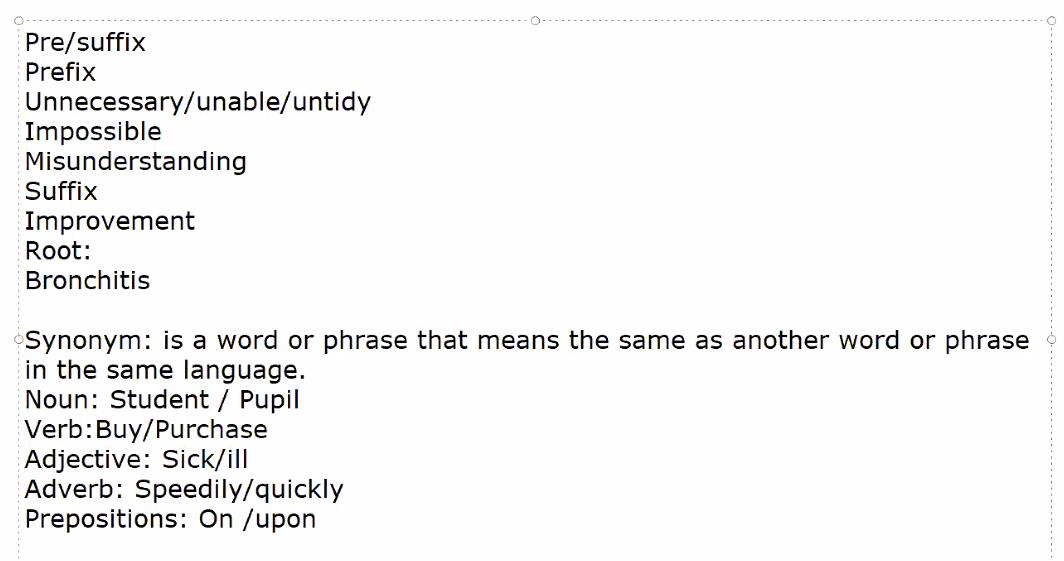 Pre/suffix
Prefix
Unnecessary/unable/untidy
Impossible
Misunderstanding
Suffix
Improvement
Root:
Bronchitis
Synonym: is a word or phrase that means the same as another word or phrase
in the same language.
Noun: Student / Pupil
Verb:Buy/Purchase
Adjective: Sick/ill
Adverb: Speedily/quickly
Prepositions: On /upon